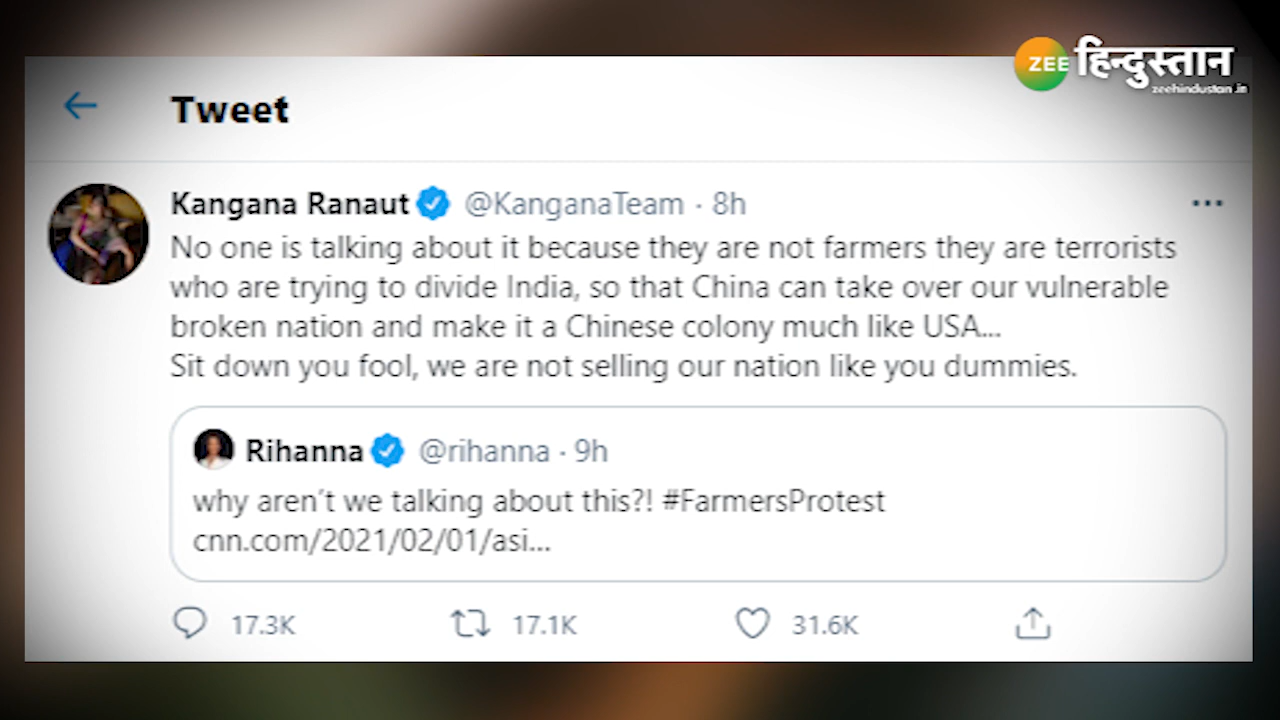 ZEE हिन्दुस्तान
zeehindustan.in
Tweet
Kangana Ranaut @KanganaTeam · 8h
No one is talking about it because they are not farmers they are terrorists
who are trying to divide India, so that China can take over our vulnerable
broken nation and make it a Chinese colony much like USA...
Sit down you fool, we are not selling our nation like you dummies.
Rihanna @rihanna · 9h
why aren’t we talking about this?! #FarmersProtest
cnn.com/2021/02/01/asi...
17.3K 17.1K 31.6K